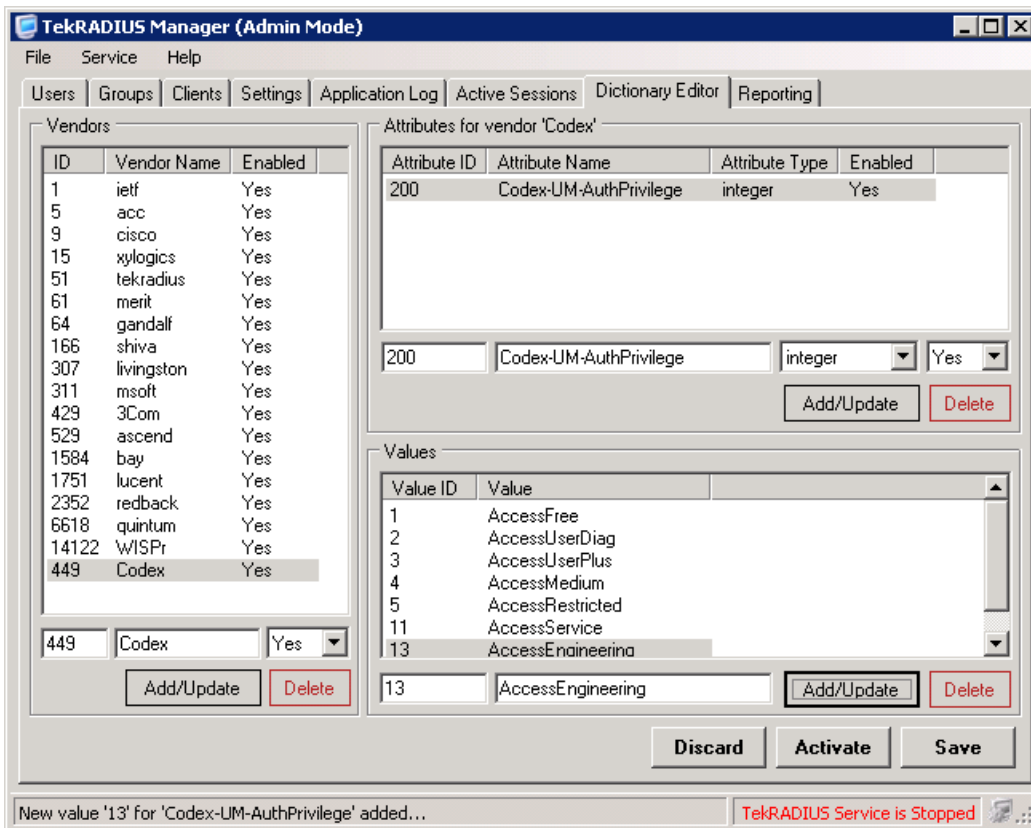 TekRADIUS Manager (Admin Mode)
File Service Help
Users Groups Clients Settings Application Log Active Sessions Dictionary Editor Reporting
Vendors
ID Vendor Name Enabled
1 ietf Yes
5 acc Yes
9 cisco Yes
15 xylogics Yes
51 tekradius Yes
61 merit Yes
64 gandalf Yes
166 shiva Yes
307 livingston Yes
311 msoft Yes
429 3Com Yes
529 ascend Yes
1584 bay Yes
1751 lucent Yes
2352 redback Yes
6618 quintum Yes
14122 WISPr Yes
449 Codex Yes
449 Codex Yes
Add/Update Delete
Attributes for vendor 'Codex'
Attribute ID Attribute Name Attribute Type Enabled
200 Codex-UM-AuthPrivilege integer Yes
200 Codex-UM-AuthPrivilege integer Yes
Add/Update Delete
Values
Value ID Value
1 AccessFree
2 AccessUserDiag
3 AccessUserPlus
4 AccessMedium
5 AccessRestricted
11 AccessService
13 AccessEngineering
13 AccessEngineering Add/Update Delete
Discard Activate Save
New value '13' for 'Codex-UM-AuthPrivilege' added... TekRADIUS Service is Stopped